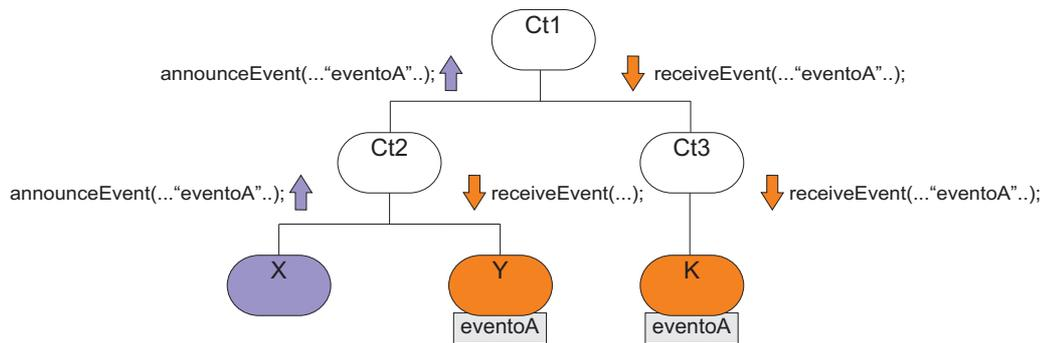 Ct1
announceEvent(...“eventoA”..);
receiveEvent(...“eventoA”..);
Ct2
Ct3
announceEvent(...“eventoA”..);
receiveEvent(...);
receiveEvent(...“eventoA”..);
X
Y
K
eventoA
eventoA